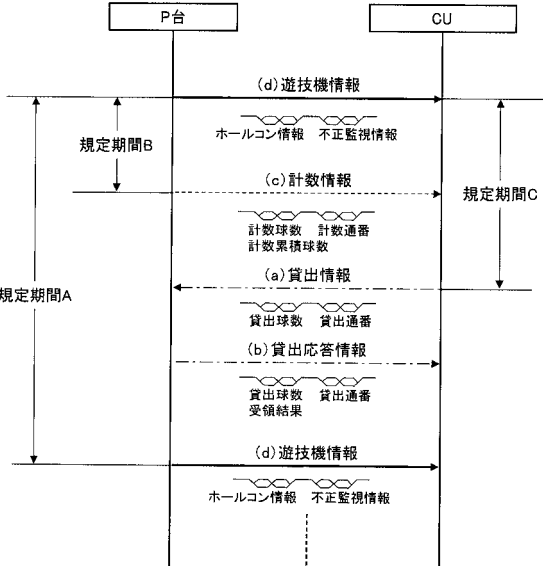 P台
CU
(d)遊技機情報
ホールコン情報 不正監視情報
規定期間B
(c)計数情報
規定期間C
計数球数 計数通番
計数累積球数
(a)貸出情報
規定期間A
貸出球数 貸出通番
(b)貸出応答情報
貸出球数 貸出通番
受領結果
(d)遊技機情報
ホールコン情報 不正監視情報